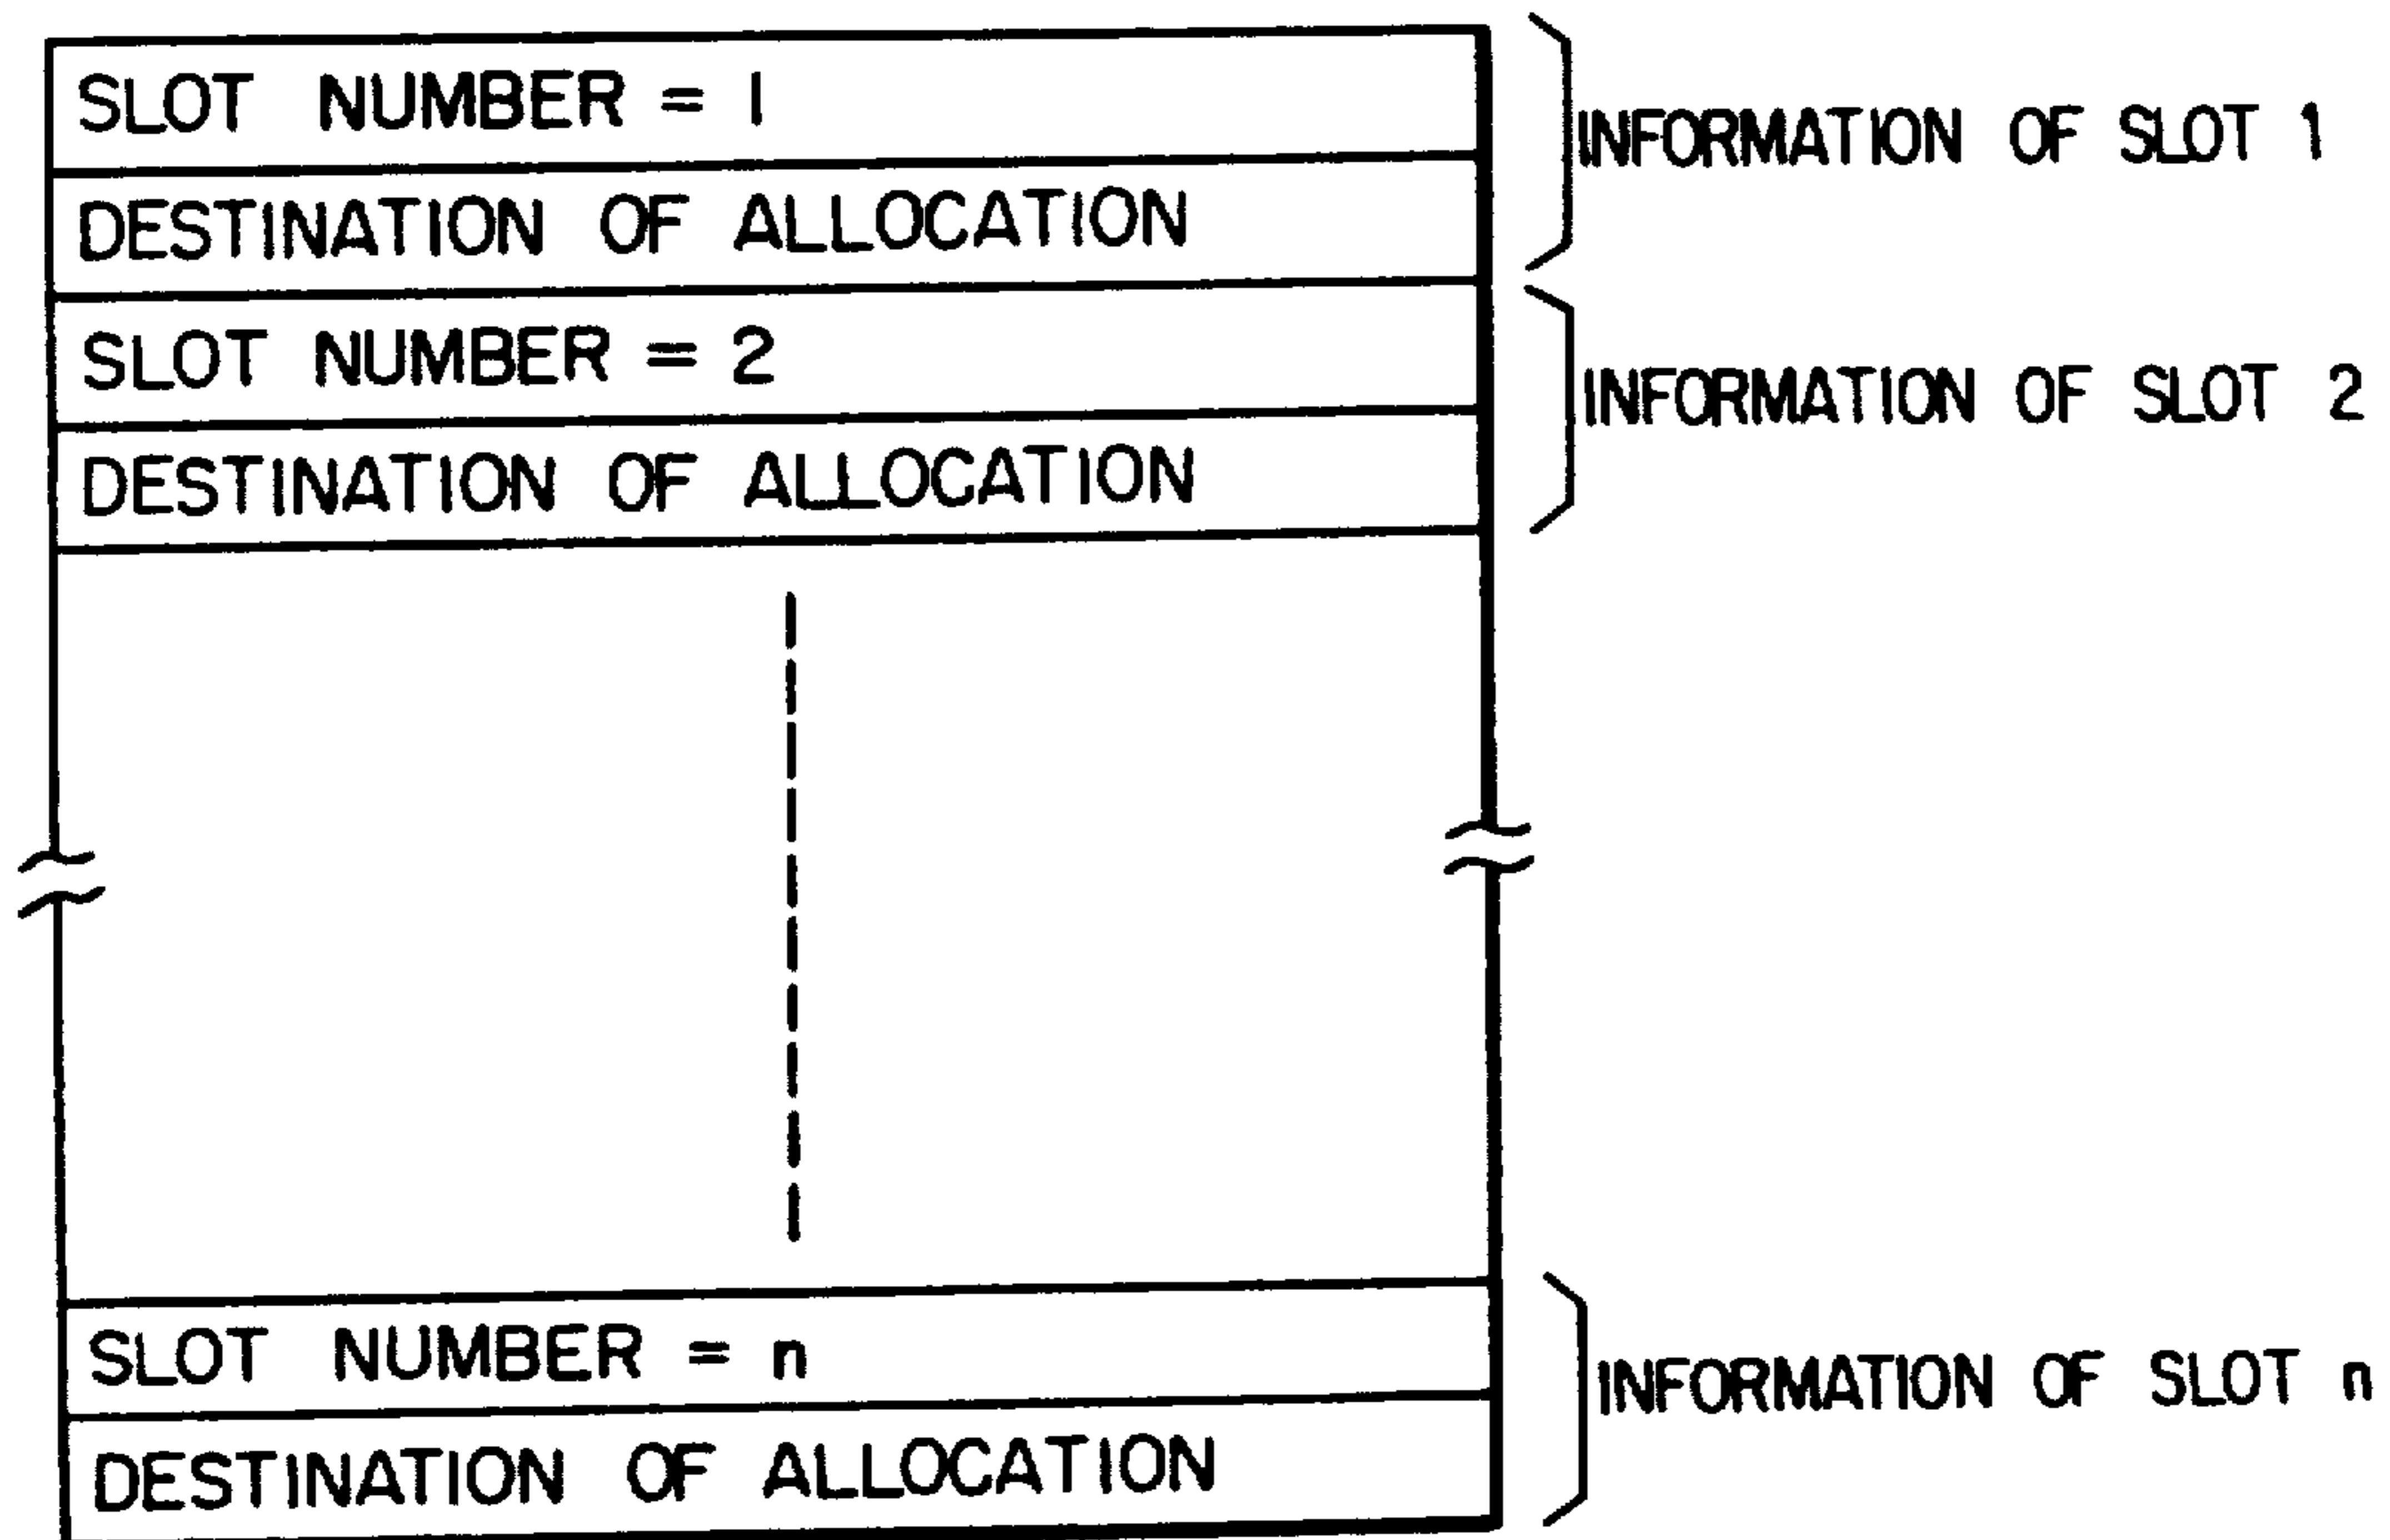 SLOT NUMBER = 1
DESTINATION OF ALLOCATION
INFORMATION OF SLOT 1
SLOT NUMBER = 2
DESTINATION OF ALLOCATION
INFORMATION OF SLOT 2
SLOT NUMBER = n
DESTINATION OF ALLOCATION
INFORMATION OF SLOT n